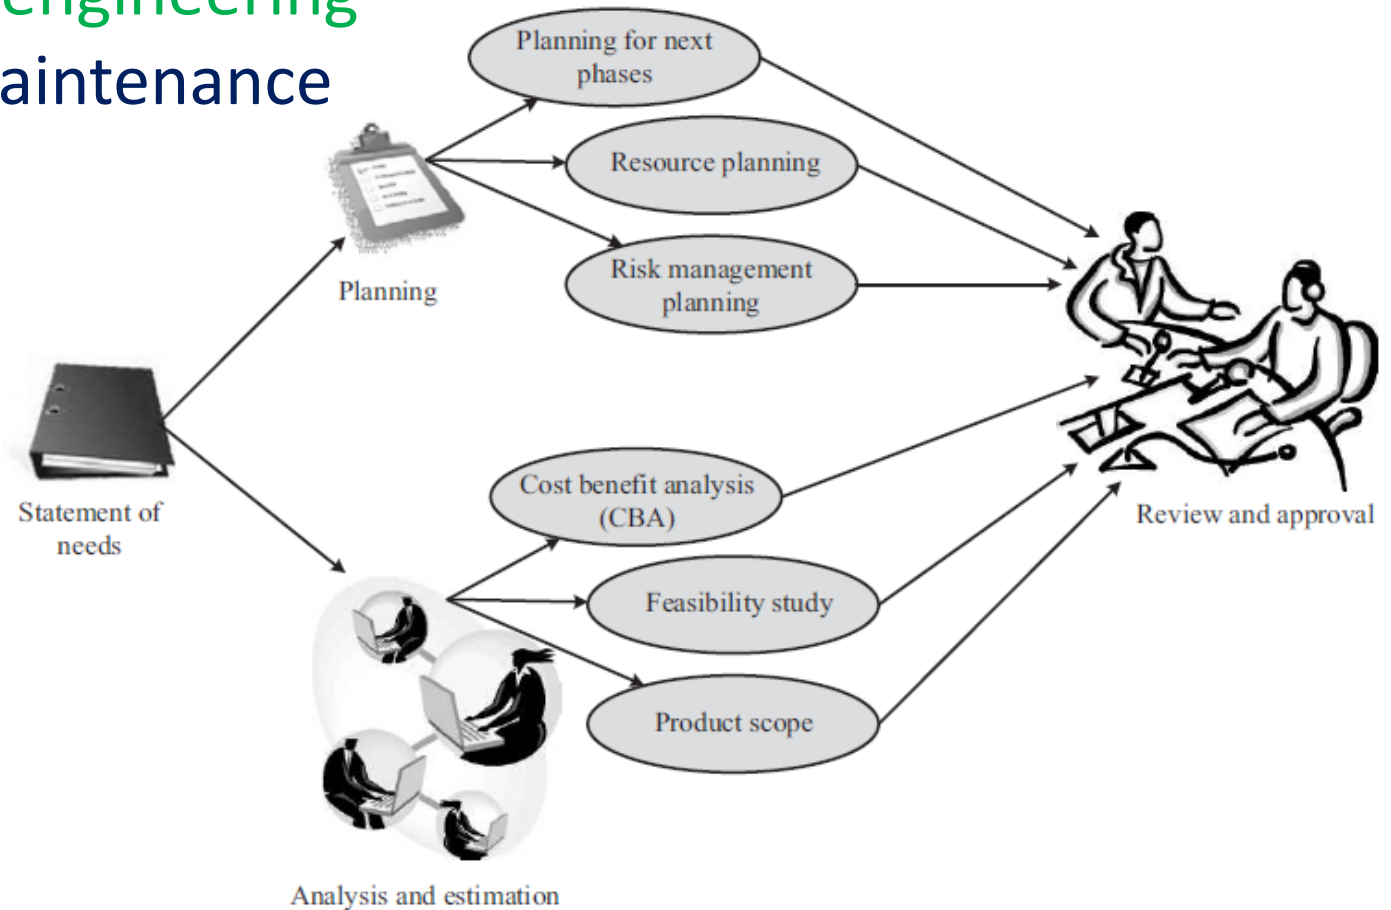 engineering
aintenance
Planning for next
phases
Resource planning
Risk management
planning
Planning
Statement of
needs
Cost benefit analysis
(CBA)
Feasibility study
Product scope
Review and approval
Analysis and estimation